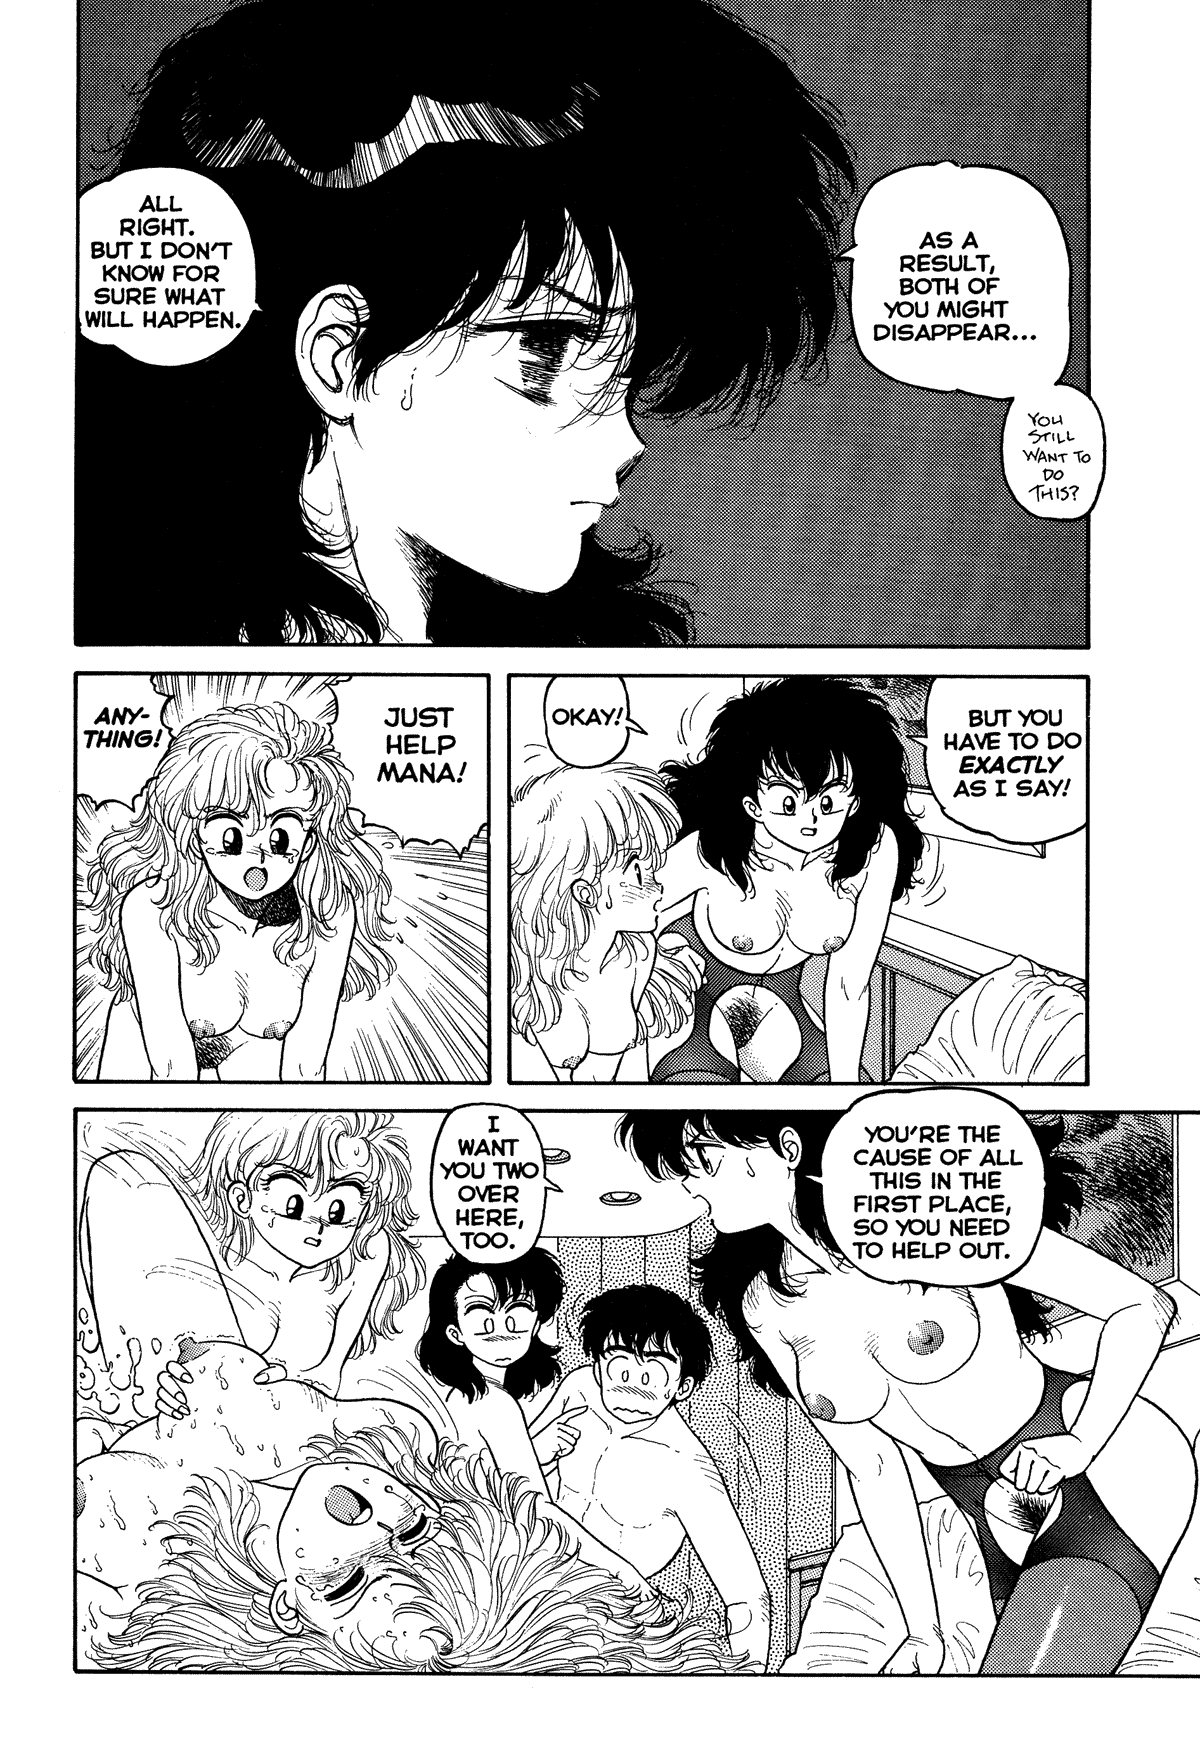 ALL
RIGHT.
BUT I DON'T
KNOW FOR
SURE WHAT
WILL HAPPEN.
AS A
RESULT,
BOTH OF
YOU MIGHT
DISAPPEAR...
YOU
STILL
WANT TO
DO
THIS?
ANY-
THING!
JUST
HELP
MANA!
OKAY!
BUT YOU
HAVE TO DO
EXACTLY
AS I SAY!
I
WANT
YOU TWO
OVER
HERE,
TOO.
YOU'RE THE
CAUSE OF ALL
THIS IN THE
FIRST PLACE,
SO YOU NEED
TO HELP OUT.